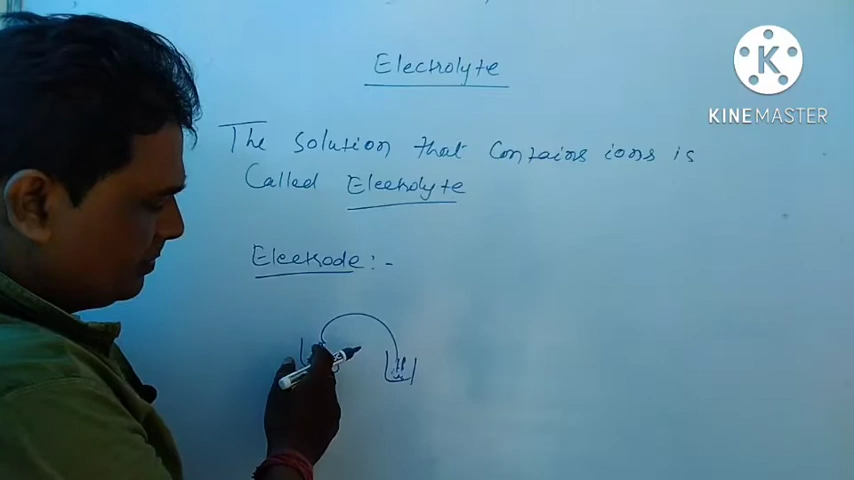 Electrolyte
The Solution that Contains ions is
Called Electrolyte
Electrode :-
KINEMASTER